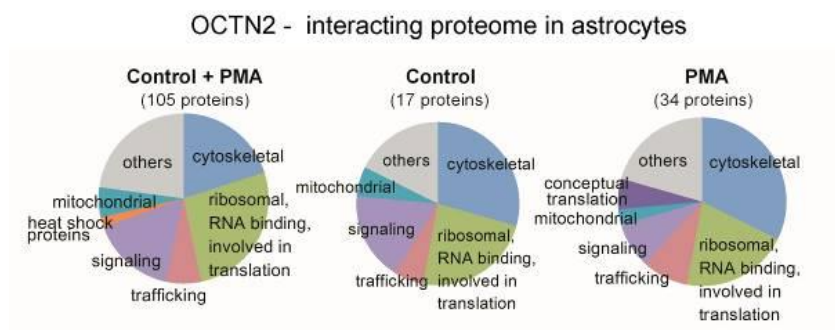 OCTN2 - interacting proteome in astrocytes
Control + PMA
(105 proteins)
others
cytoskeletal
mitochondrial
heat shock
proteins
ribosomal,
RNA binding,
involved in
translation
signaling
trafficking
Control
(17 proteins)
others
cytoskeletal
mitochondrial
signaling
ribosomal,
RNA binding,
involved in
translation
trafficking
PMA
(34 proteins)
others
cytoskeletal
conceptual
translation
mitochondrial
signaling
ribosomal,
RNA binding,
involved in
translation
trafficking